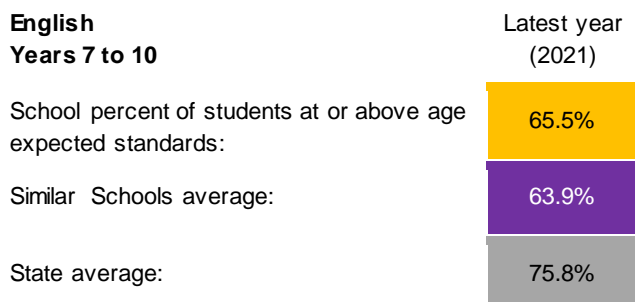 English Latest year
Years 7 to 10 (2021)
School percent of students at or above age
expected standards: 65.5%
Similar Schools average: 63.9%
State average: 75.8%